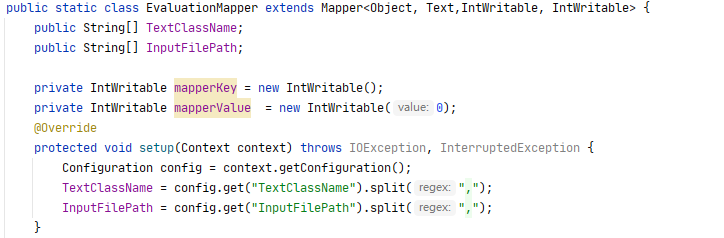 public static class EvaluationMapper extends Mapper<Object, Text,IntWritable, IntWritable> {
    public String[] TextClassName;
    public String[] InputFilePath;

    private IntWritable mapperKey = new IntWritable();
    private IntWritable mapperValue  = new IntWritable( value: 0);
    @Override
    protected void setup(Context context) throws IOException, InterruptedException {
        Configuration config = context.getConfiguration();
        TextClassName = config.get("TextClassName").split( regex: ",");
        InputFilePath = config.get("InputFilePath").split( regex: ",");
    }